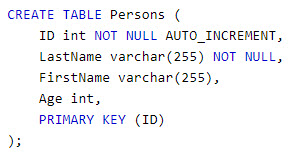 CREATE TABLE Persons (
    ID int NOT NULL AUTO_INCREMENT,
    LastName varchar(255) NOT NULL,
    FirstName varchar(255),
    Age int,
    PRIMARY KEY (ID)
);